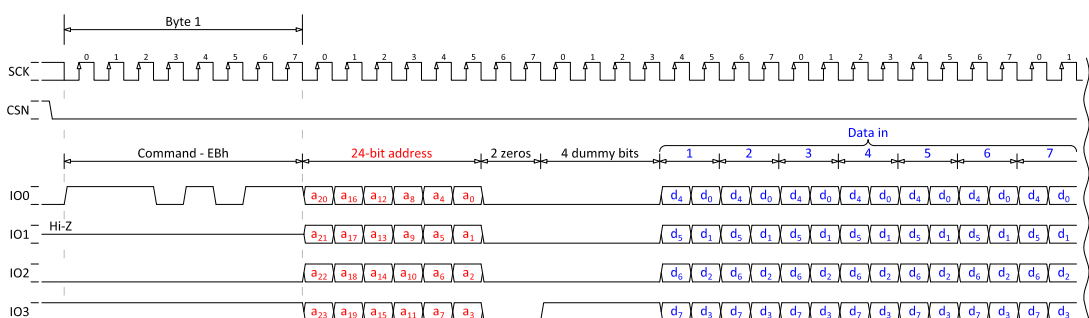 Byte 1
0 1 2 3 4 5 6 7 0 1 2 3 4 5 6 7 0 1 2 3 4 5 6 7 0 1 2 3 4 5 6 7 0 1
SCK
CSN
Data in
Command - EBh 24-bit address 2 zeros 4 dummy bits 1 2 3 4 5 6 7
IO0 a₂₀ a₁₆ a₁₂ a₈ a₄ a₀ d₄ d₀ d₄ d₀ d₄ d₀ d₄ d₀ d₄ d₀ d₄ d₀ d₄ d₀
Hi-Z
IO1 a₂₁ a₁₇ a₁₃ a₉ a₅ a₁ d₅ d₁ d₅ d₁ d₅ d₁ d₅ d₁ d₅ d₁ d₅ d₁ d₅ d₁
IO2 a₂₂ a₁₈ a₁₄ a₁₀ a₆ a₂ d₆ d₂ d₆ d₂ d₆ d₂ d₆ d₂ d₆ d₂ d₆ d₂ d₆ d₂
IO3 a₂₃ a₁₉ a₁₅ a₁₁ a₇ a₃ d₇ d₃ d₇ d₃ d₇ d₃ d₇ d₃ d₇ d₃ d₇ d₃ d₇ d₃